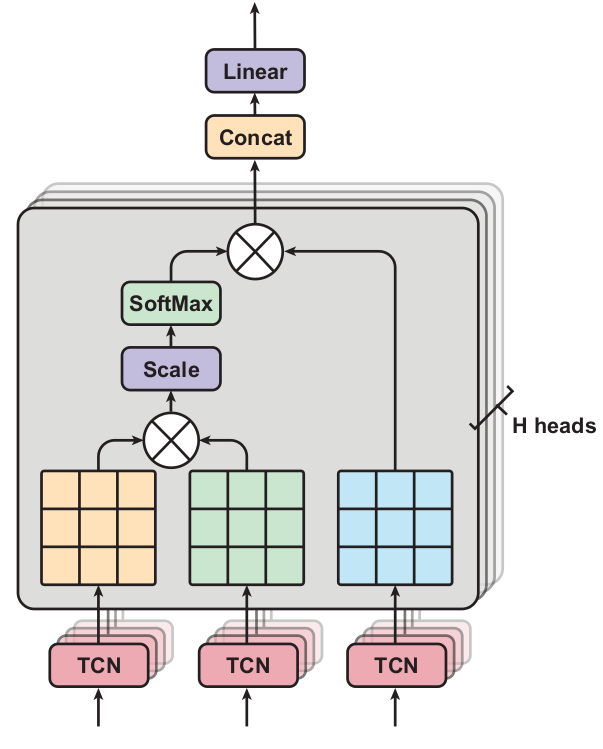 Linear
Concat
SoftMax
Scale
H heads
TCN TCN TCN